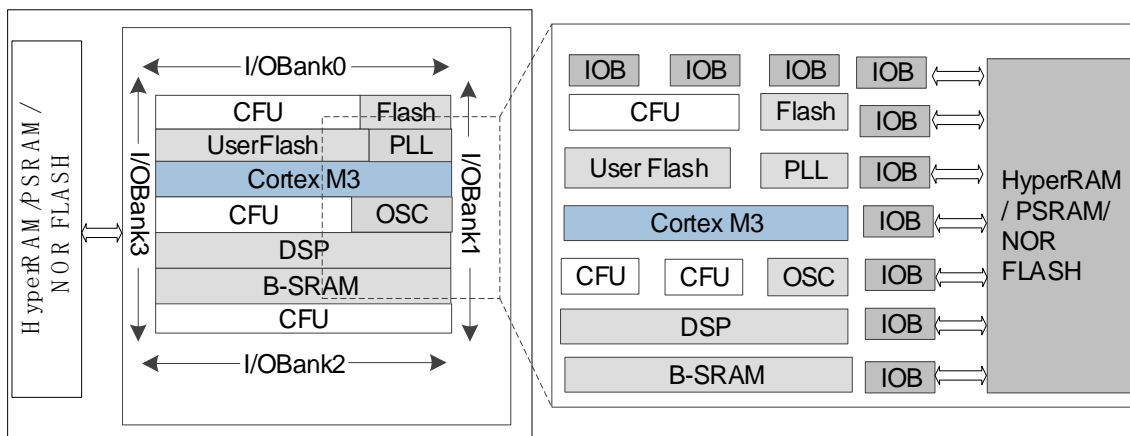 HyperRAM/PSRAM/
NOR FLASH
I/OBank0
I/OBank3
CFU
Flash
UserFlash
PLL
Cortex M3
CFU
OSC
DSP
B-SRAM
CFU
I/OBank1
I/OBank2
IOB
IOB
IOB
IOB
CFU
Flash
IOB
User Flash
PLL
IOB
Cortex M3
IOB
CFU
CFU
OSC
IOB
DSP
IOB
B-SRAM
IOB
HyperRAM
/ PSRAM/
NOR
FLASH